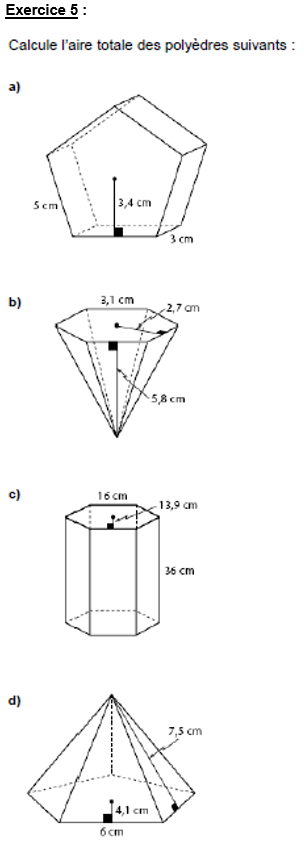 Exercice 5 :
Calcule l'aire totale des polyèdres suivants :
a)
5 cm
3,4 cm
3 cm
b)
3,1 cm
2,7 cm
5,8 cm
c)
16 cm
13,9 cm
36 cm
d)
7,5 cm
4,1 cm
6 cm